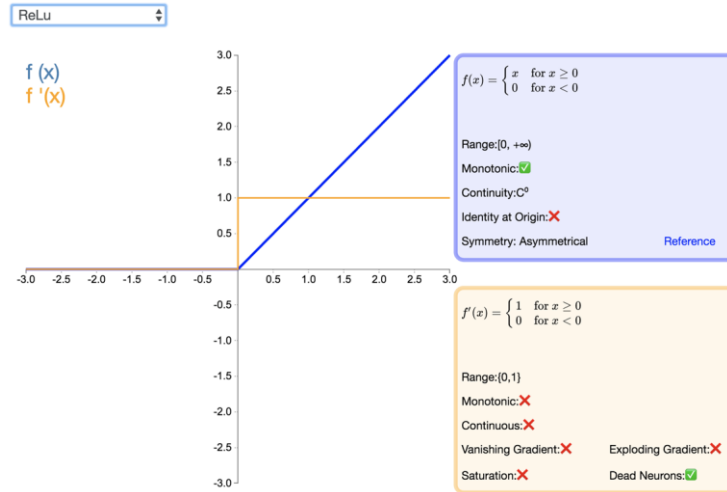 ReLu
f (x)
f '(x)
3.0
2.5
2.0
1.5
1.0
0.5
-3.0 -2.5 -2.0 -1.5 -1.0 -0.5 0.5 1.0 1.5 2.0 2.5 3.0
-0.5
-1.0
-1.5
-2.0
-2.5
-3.0
f(x) = { x for x ≥ 0
0 for x < 0
Range:[0, +∞)
Monotonic:✅
Continuity:C⁰
Identity at Origin:❌
Symmetry: Asymmetrical Reference
f′(x) = { 1 for x ≥ 0
0 for x < 0
Range:{0,1}
Monotonic:❌
Continuous:❌
Vanishing Gradient:❌ Exploding Gradient:❌
Saturation:❌ Dead Neurons:✅